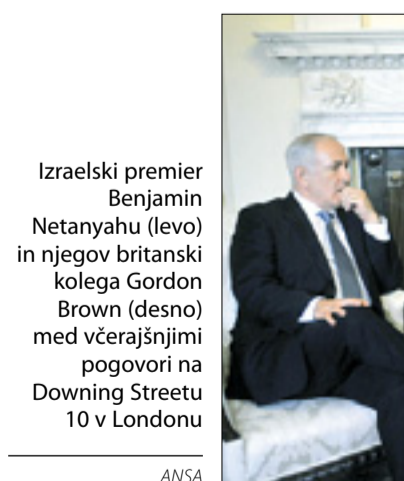 Izraelski premier
Benjamin
Netanyahu (levo)
in njegov britanski
kolega Gordon
Brown (desno)
med včerajšnjimi
pogovori na
Downing Streetu
10 v Londonu
ANSA